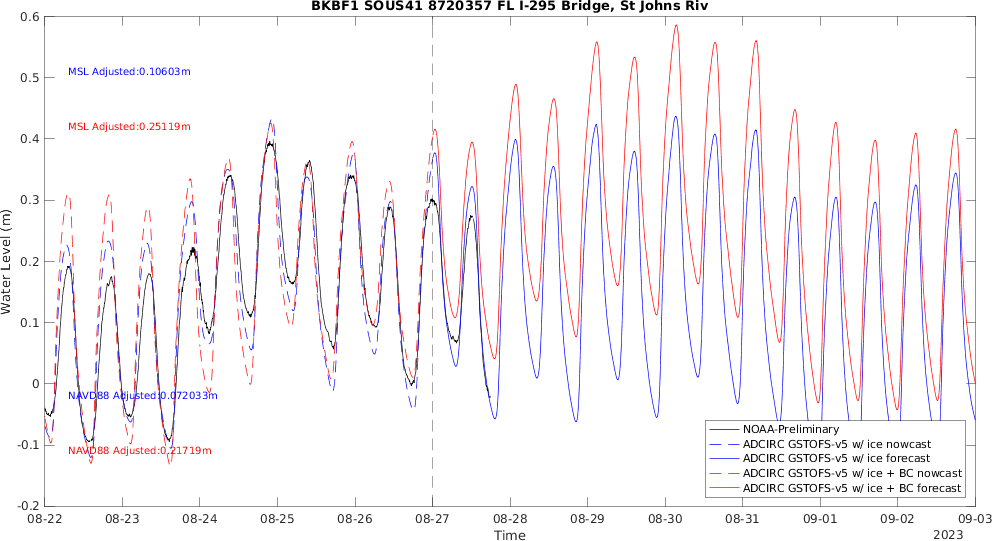 BKBF1 SOUS41 8720357 FL I-295 Bridge, St Johns Riv
0.6
0.5
0.4
0.3
0.2
0.1
0
-0.1
-0.2
Water Level (m)
MSL Adjusted:0.10603m
MSL Adjusted:0.25119m
NAVD88 Adjusted:0.072033m
NAVD88 Adjusted:0.21719m
NOAA-Preliminary
ADCIRC GSTOFS-v5 w/ ice nowcast
ADCIRC GSTOFS-v5 w/ ice forecast
ADCIRC GSTOFS-v5 w/ ice + BC nowcast
ADCIRC GSTOFS-v5 w/ ice + BC forecast
08-22 08-23 08-24 08-25 08-26 08-27 08-28 08-29 08-30 08-31 09-01 09-02 09-03
Time
2023